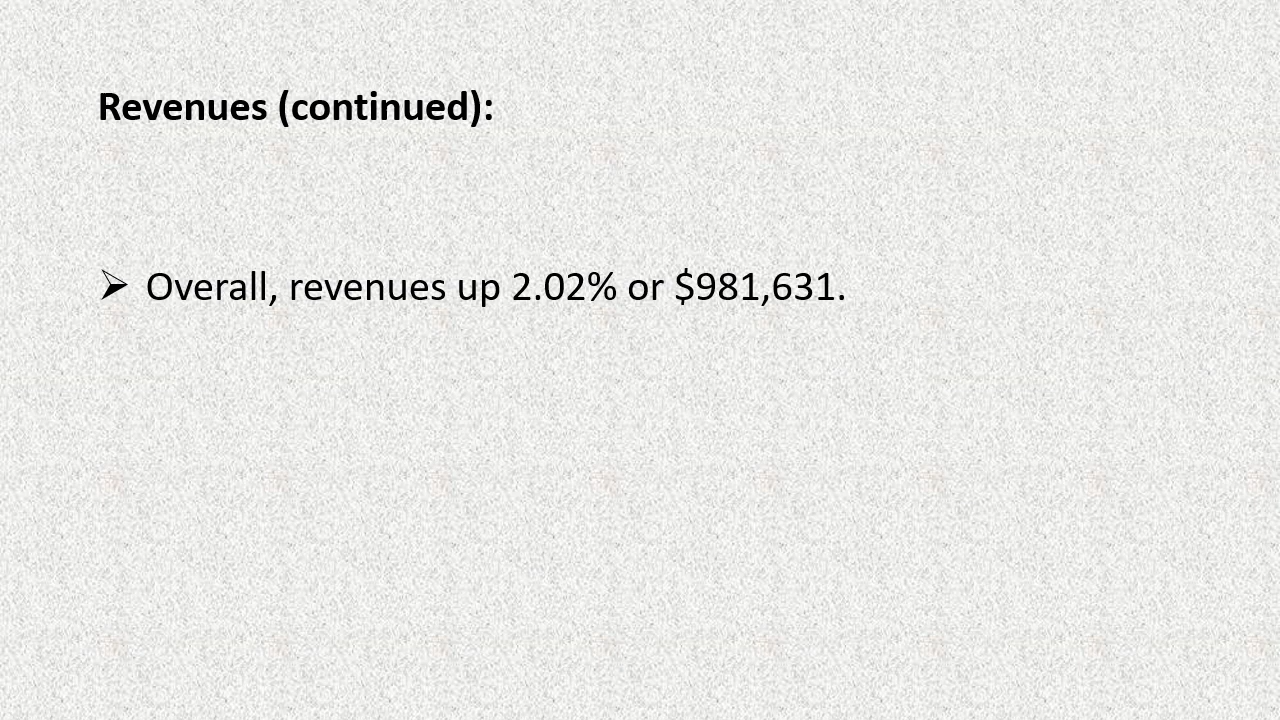 Revenues (continued):
➢ Overall, revenues up 2.02% or $981,631.